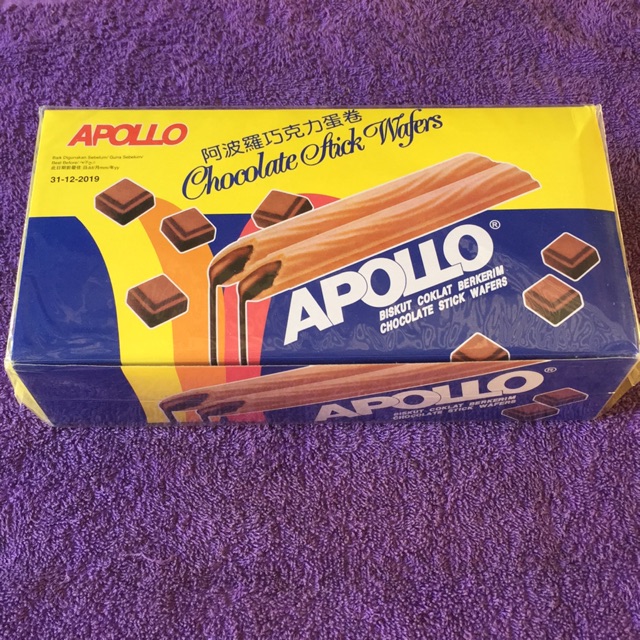 APOLLO
阿波羅巧克力蛋卷
Chocolate Stick Wafers
31-12-2019
APOLLO®
BISKUT COKLAT BERKERIM
CHOCOLATE STICK WAFERS
APOLLO®
BISKUT COKLAT BERKERIM
CHOCOLATE STICK WAFERS